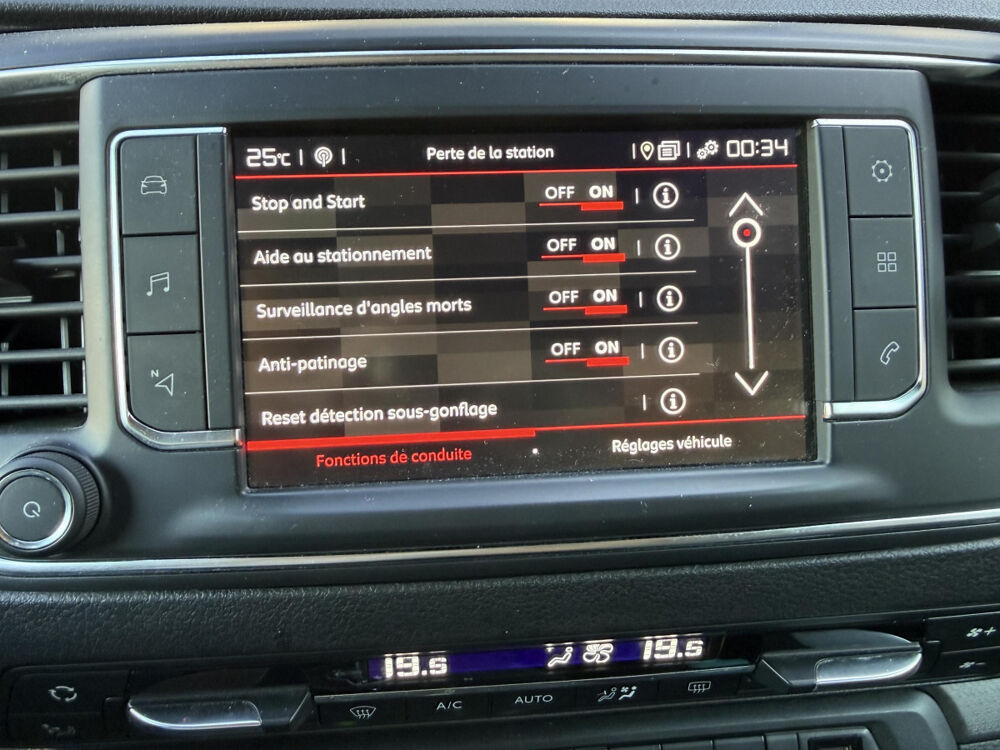 25°C Perte de la station 00:34
Stop and Start OFF ON
Aide au stationnement OFF ON
Surveillance d'angles morts OFF ON
Anti-patinage OFF ON
Reset détection sous-gonflage
Fonctions de conduite Réglages véhicule
N
19.5 19.5
A/C AUTO